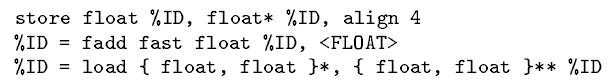 store float %ID, float* %ID, align 4
%ID = fadd fast float %ID, <FLOAT>
%ID = load { float, float }*, { float, float }** %ID